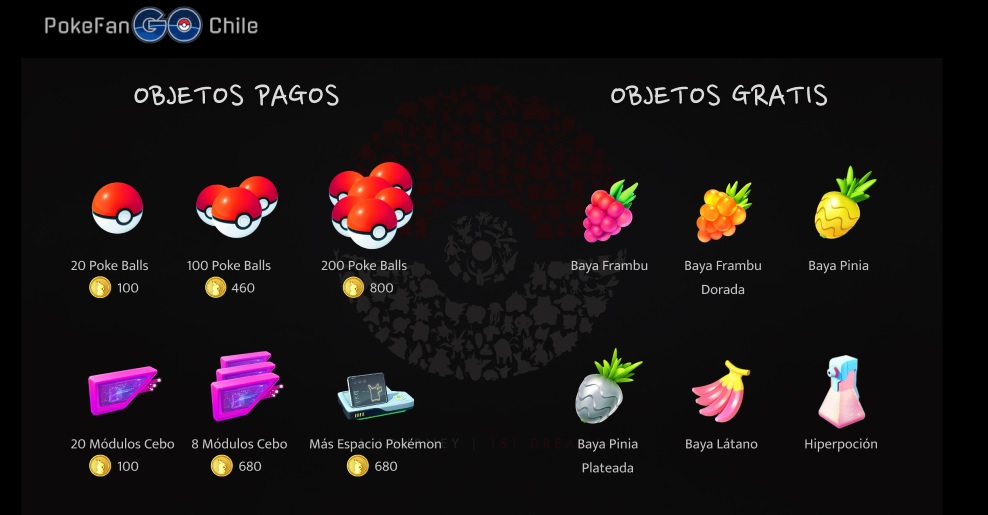 PokeFan GO Chile
OBJETOS PAGOS
OBJETOS GRATIS
20 Poke Balls
100
100 Poke Balls
460
200 Poke Balls
800
Baya Frambu
Baya Frambu
Dorada
Baya Pinia
20 Módulos Cebo
100
8 Módulos Cebo
680
Más Espacio Pokémon
680
Baya Pinia
Plateada
Baya Látano
Hiperpoción